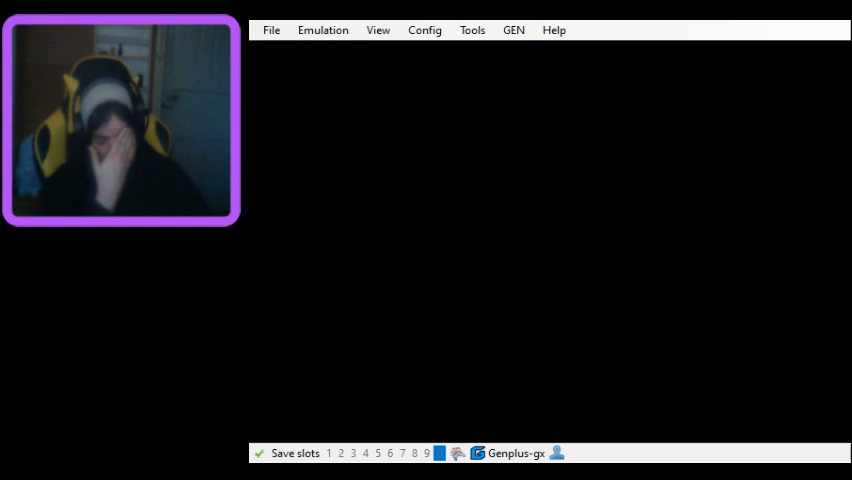 File Emulation View Config Tools GEN Help
Save slots 1 2 3 4 5 6 7 8 9 0 Genplus-gx